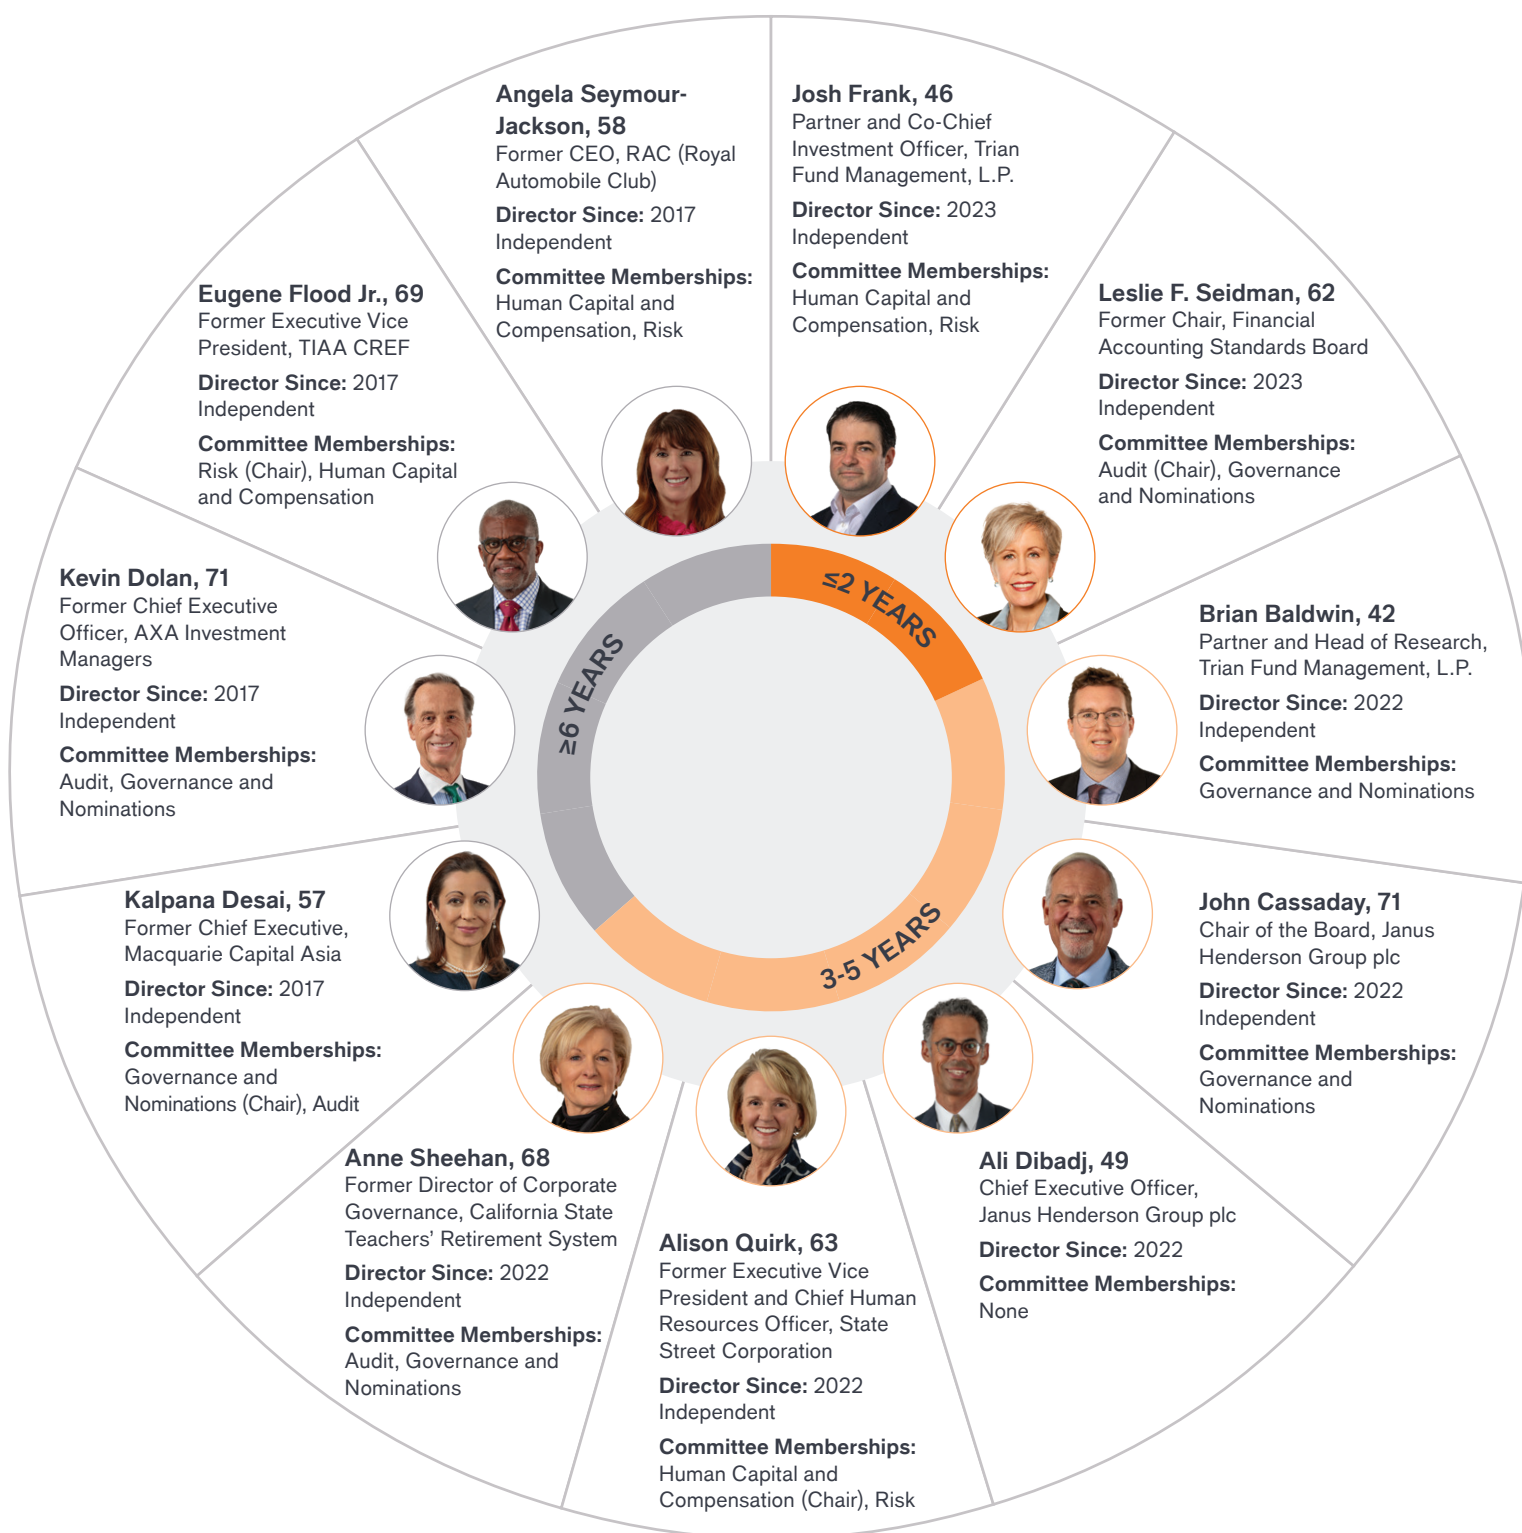 Angela Seymour-
Jackson, 58
Former CEO, RAC (Royal
Automobile Club)
Director Since: 2017
Independent
Committee Memberships:
Human Capital and
Compensation, Risk
Josh Frank, 46
Partner and Co-Chief
Investment Officer, Trian
Fund Management, L.P.
Director Since: 2023
Independent
Committee Memberships:
Human Capital and
Compensation, Risk
Leslie F. Seidman, 62
Former Chair, Financial
Accounting Standards Board
Director Since: 2023
Independent
Committee Memberships:
Audit (Chair), Governance
and Nominations
Brian Baldwin, 42
Partner and Head of Research,
Trian Fund Management, L.P.
Director Since: 2022
Independent
Committee Memberships:
Governance and Nominations
John Cassaday, 71
Chair of the Board, Janus
Henderson Group plc
Director Since: 2022
Independent
Committee Memberships:
Governance and
Nominations
Ali Dibadj, 49
Chief Executive Officer,
Janus Henderson Group plc
Director Since: 2022
Committee Memberships:
None
Alison Quirk, 63
Former Executive Vice
President and Chief Human
Resources Officer, State
Street Corporation
Director Since: 2022
Independent
Committee Memberships:
Human Capital and
Compensation (Chair), Risk
Anne Sheehan, 68
Former Director of Corporate
Governance, California State
Teachers' Retirement System
Director Since: 2022
Independent
Committee Memberships:
Audit, Governance and
Nominations
Kalpana Desai, 57
Former Chief Executive,
Macquarie Capital Asia
Director Since: 2017
Independent
Committee Memberships:
Governance and
Nominations (Chair), Audit
Kevin Dolan, 71
Former Chief Executive
Officer, AXA Investment
Managers
Director Since: 2017
Independent
Committee Memberships:
Audit, Governance and
Nominations
Eugene Flood Jr., 69
Former Executive Vice
President, TIAA CREF
Director Since: 2017
Independent
Committee Memberships:
Risk (Chair), Human Capital
and Compensation
≤2 YEARS
3-5 YEARS
≥6 YEARS